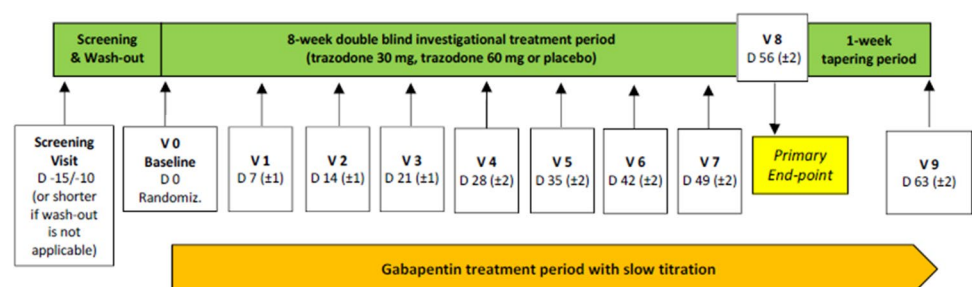 Screening
& Wash-out
8-week double blind investigational treatment period
(trazodone 30 mg, trazodone 60 mg or placebo)
V 8
D 56 (±2)
1-week
tapering period
Screening
Visit
D -15/-10
(or shorter
if wash-out
is not
applicable)
V 0
Baseline
D 0
Randomiz.
V 1
D 7 (±1)
V 2
D 14 (±1)
V 3
D 21 (±1)
V 4
D 28 (±2)
V 5
D 35 (±2)
V 6
D 42 (±2)
V 7
D 49 (±2)
Primary
End-point
V 9
D 63 (±2)
Gabapentin treatment period with slow titration